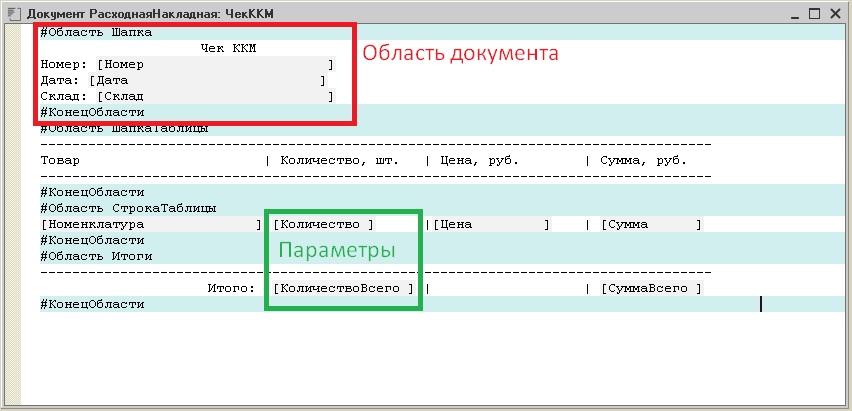 Документ РасходнаяНакладная: ЧекККМ
#Область Шапка
Чек ККМ
Номер: [Номер ]
Область документа
Дата: [Дата ]
Склад: [Склад ]
#КонецОбласти
#Область ШапкаТаблицы
--------------------------------------------------------------------------------
Товар | Количество, шт. | Цена, руб. | Сумма, руб.
--------------------------------------------------------------------------------
#КонецОбласти
#Область СтрокаТаблицы
[Номенклатура ] [Количество ] |[Цена ] | [Сумма ]
#КонецОбласти
Параметры
#Область Итоги
--------------------------------------------------------------------------------
Итого: [КоличествоВсего ] | | [СуммаВсего ]
#КонецОбласти